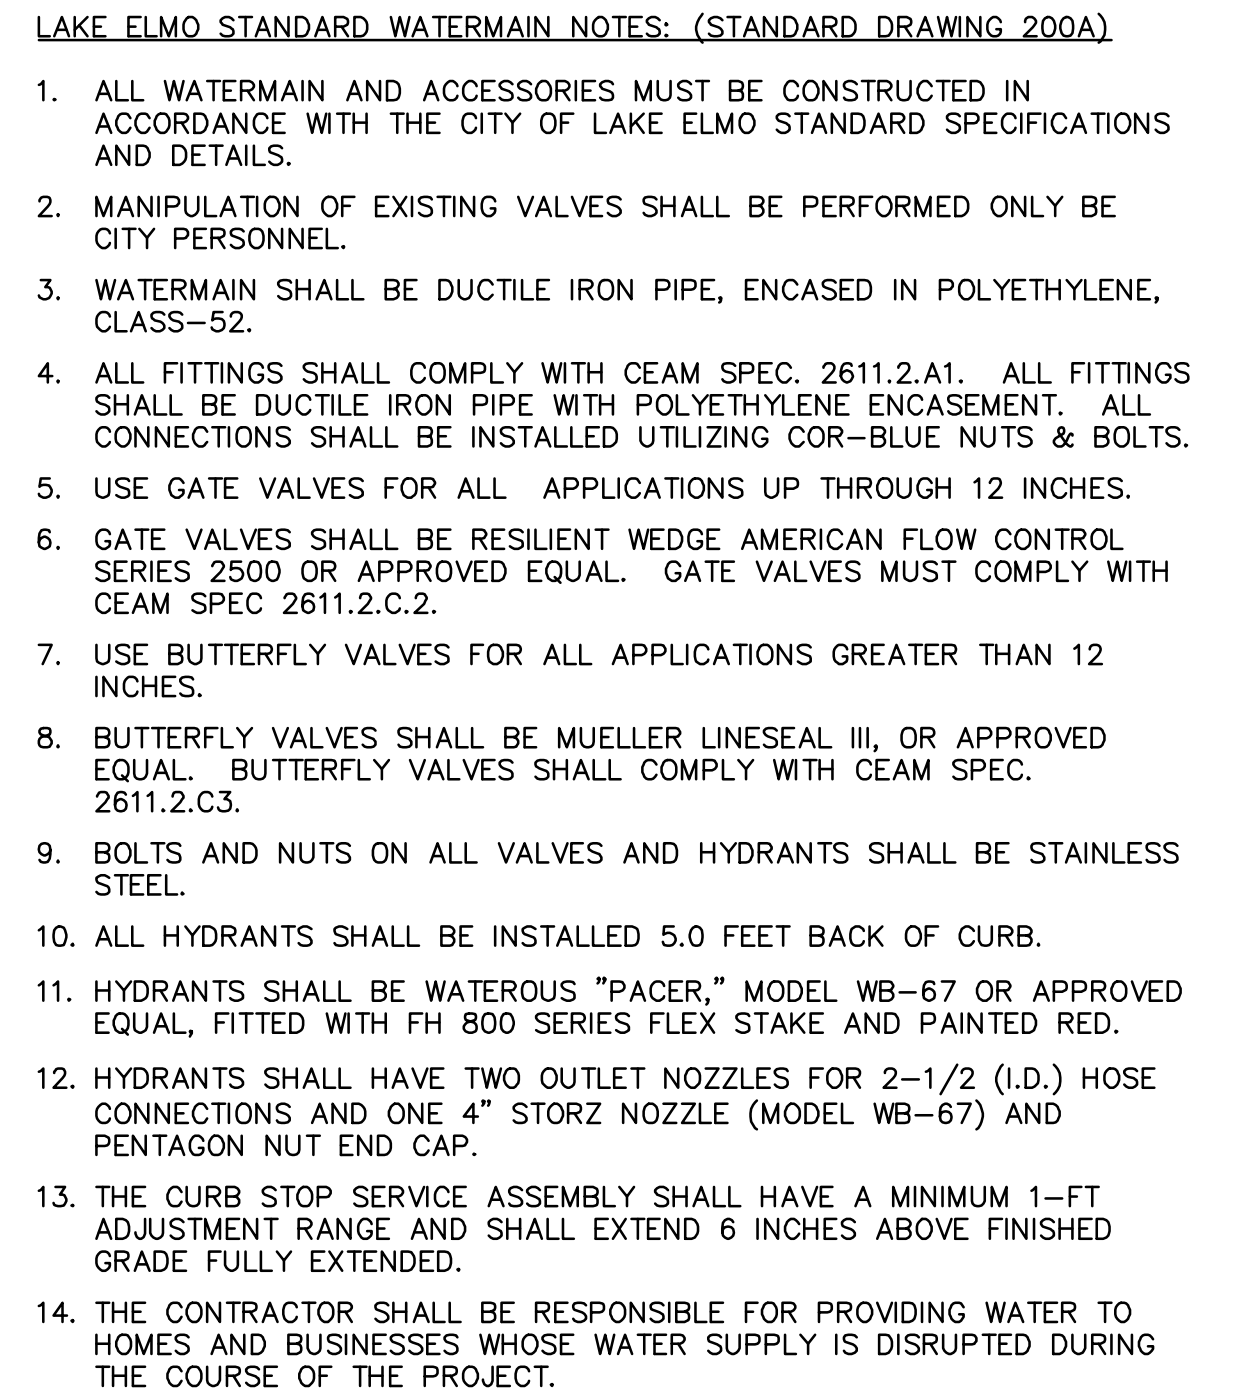 LAKE ELMO STANDARD WATERMAIN NOTES: (STANDARD DRAWING 200A)
1. ALL WATERMAIN AND ACCESSORIES MUST BE CONSTRUCTED IN
ACCORDANCE WITH THE CITY OF LAKE ELMO STANDARD SPECIFICATIONS
AND DETAILS.
2. MANIPULATION OF EXISTING VALVES SHALL BE PERFORMED ONLY BE
CITY PERSONNEL.
3. WATERMAIN SHALL BE DUCTILE IRON PIPE, ENCASED IN POLYETHYLENE,
CLASS–52.
4. ALL FITTINGS SHALL COMPLY WITH CEAM SPEC. 2611.2.A1. ALL FITTINGS
SHALL BE DUCTILE IRON PIPE WITH POLYETHYLENE ENCASEMENT. ALL
CONNECTIONS SHALL BE INSTALLED UTILIZING COR–BLUE NUTS & BOLTS.
5. USE GATE VALVES FOR ALL APPLICATIONS UP THROUGH 12 INCHES.
6. GATE VALVES SHALL BE RESILIENT WEDGE AMERICAN FLOW CONTROL
SERIES 2500 OR APPROVED EQUAL. GATE VALVES MUST COMPLY WITH
CEAM SPEC 2611.2.C.2.
7. USE BUTTERFLY VALVES FOR ALL APPLICATIONS GREATER THAN 12
INCHES.
8. BUTTERFLY VALVES SHALL BE MUELLER LINESEAL III, OR APPROVED
EQUAL. BUTTERFLY VALVES SHALL COMPLY WITH CEAM SPEC.
2611.2.C3.
9. BOLTS AND NUTS ON ALL VALVES AND HYDRANTS SHALL BE STAINLESS
STEEL.
10. ALL HYDRANTS SHALL BE INSTALLED 5.0 FEET BACK OF CURB.
11. HYDRANTS SHALL BE WATEROUS ”PACER,” MODEL WB–67 OR APPROVED
EQUAL, FITTED WITH FH 800 SERIES FLEX STAKE AND PAINTED RED.
12. HYDRANTS SHALL HAVE TWO OUTLET NOZZLES FOR 2–1/2 (I.D.) HOSE
CONNECTIONS AND ONE 4” STORZ NOZZLE (MODEL WB–67) AND
PENTAGON NUT END CAP.
13. THE CURB STOP SERVICE ASSEMBLY SHALL HAVE A MINIMUM 1–FT
ADJUSTMENT RANGE AND SHALL EXTEND 6 INCHES ABOVE FINISHED
GRADE FULLY EXTENDED.
14. THE CONTRACTOR SHALL BE RESPONSIBLE FOR PROVIDING WATER TO
HOMES AND BUSINESSES WHOSE WATER SUPPLY IS DISRUPTED DURING
THE COURSE OF THE PROJECT.